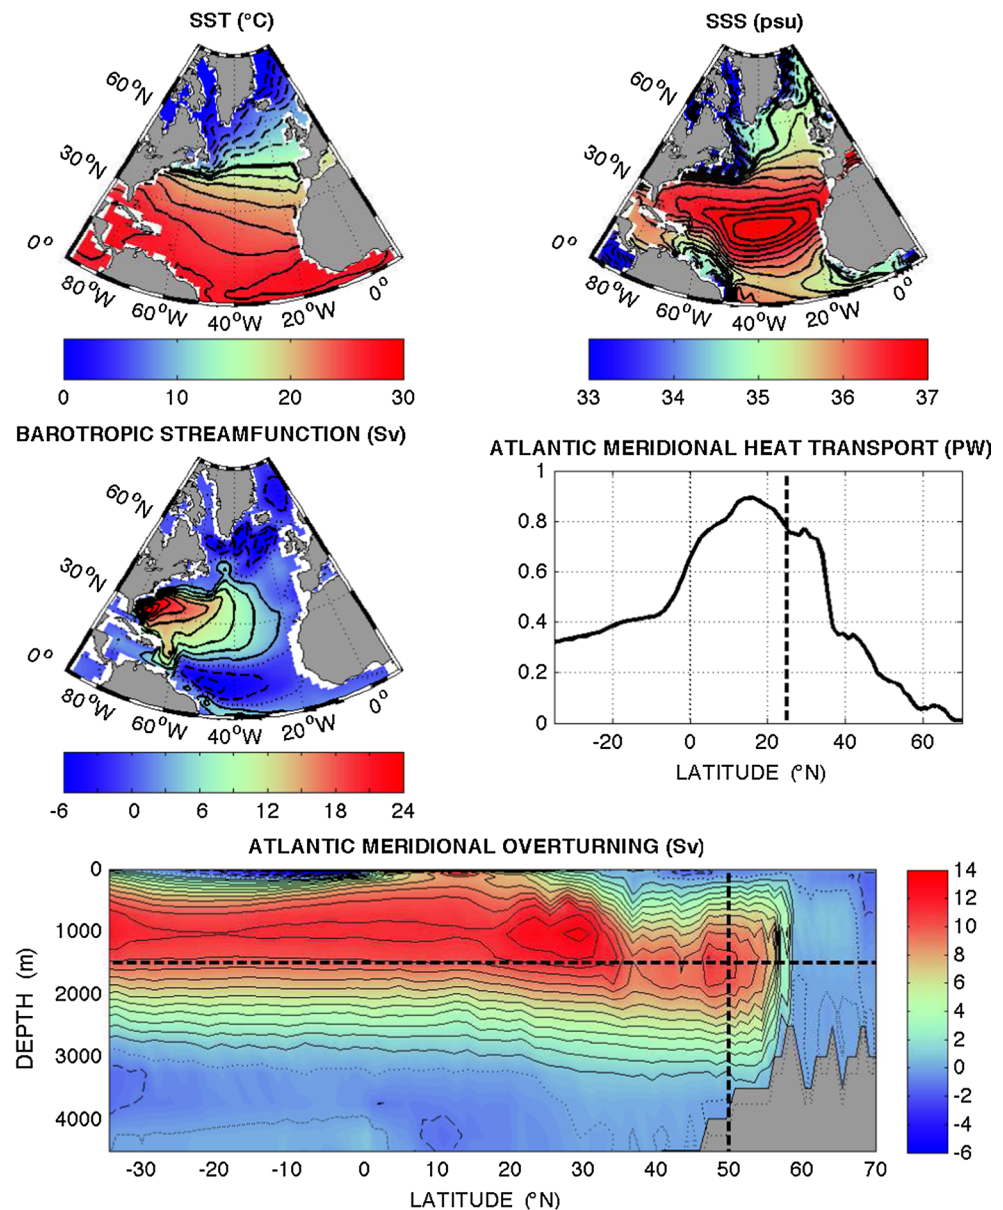 SST (°C)
SSS (psu)
60°N
30°N
0°
80°W
60°W
40°W
20°W
0°
0
10
20
30
60°N
30°N
0°
80°W
60°W
40°W
20°W
0°
33
34
35
36
37
BAROTROPIC STREAMFUNCTION (Sv)
60°N
30°N
0°
80°W
60°W
40°W
20°W
0°
-6
0
6
12
18
24
ATLANTIC MERIDIONAL HEAT TRANSPORT (PW)
1
0.8
0.6
0.4
0.2
0
-20
0
20
40
60
LATITUDE (°N)
ATLANTIC MERIDIONAL OVERTURNING (Sv)
DEPTH (m)
0
1000
2000
3000
4000
-30
-20
-10
0
10
20
30
40
50
60
70
LATITUDE (°N)
14
12
10
8
6
4
2
0
-2
-4
-6